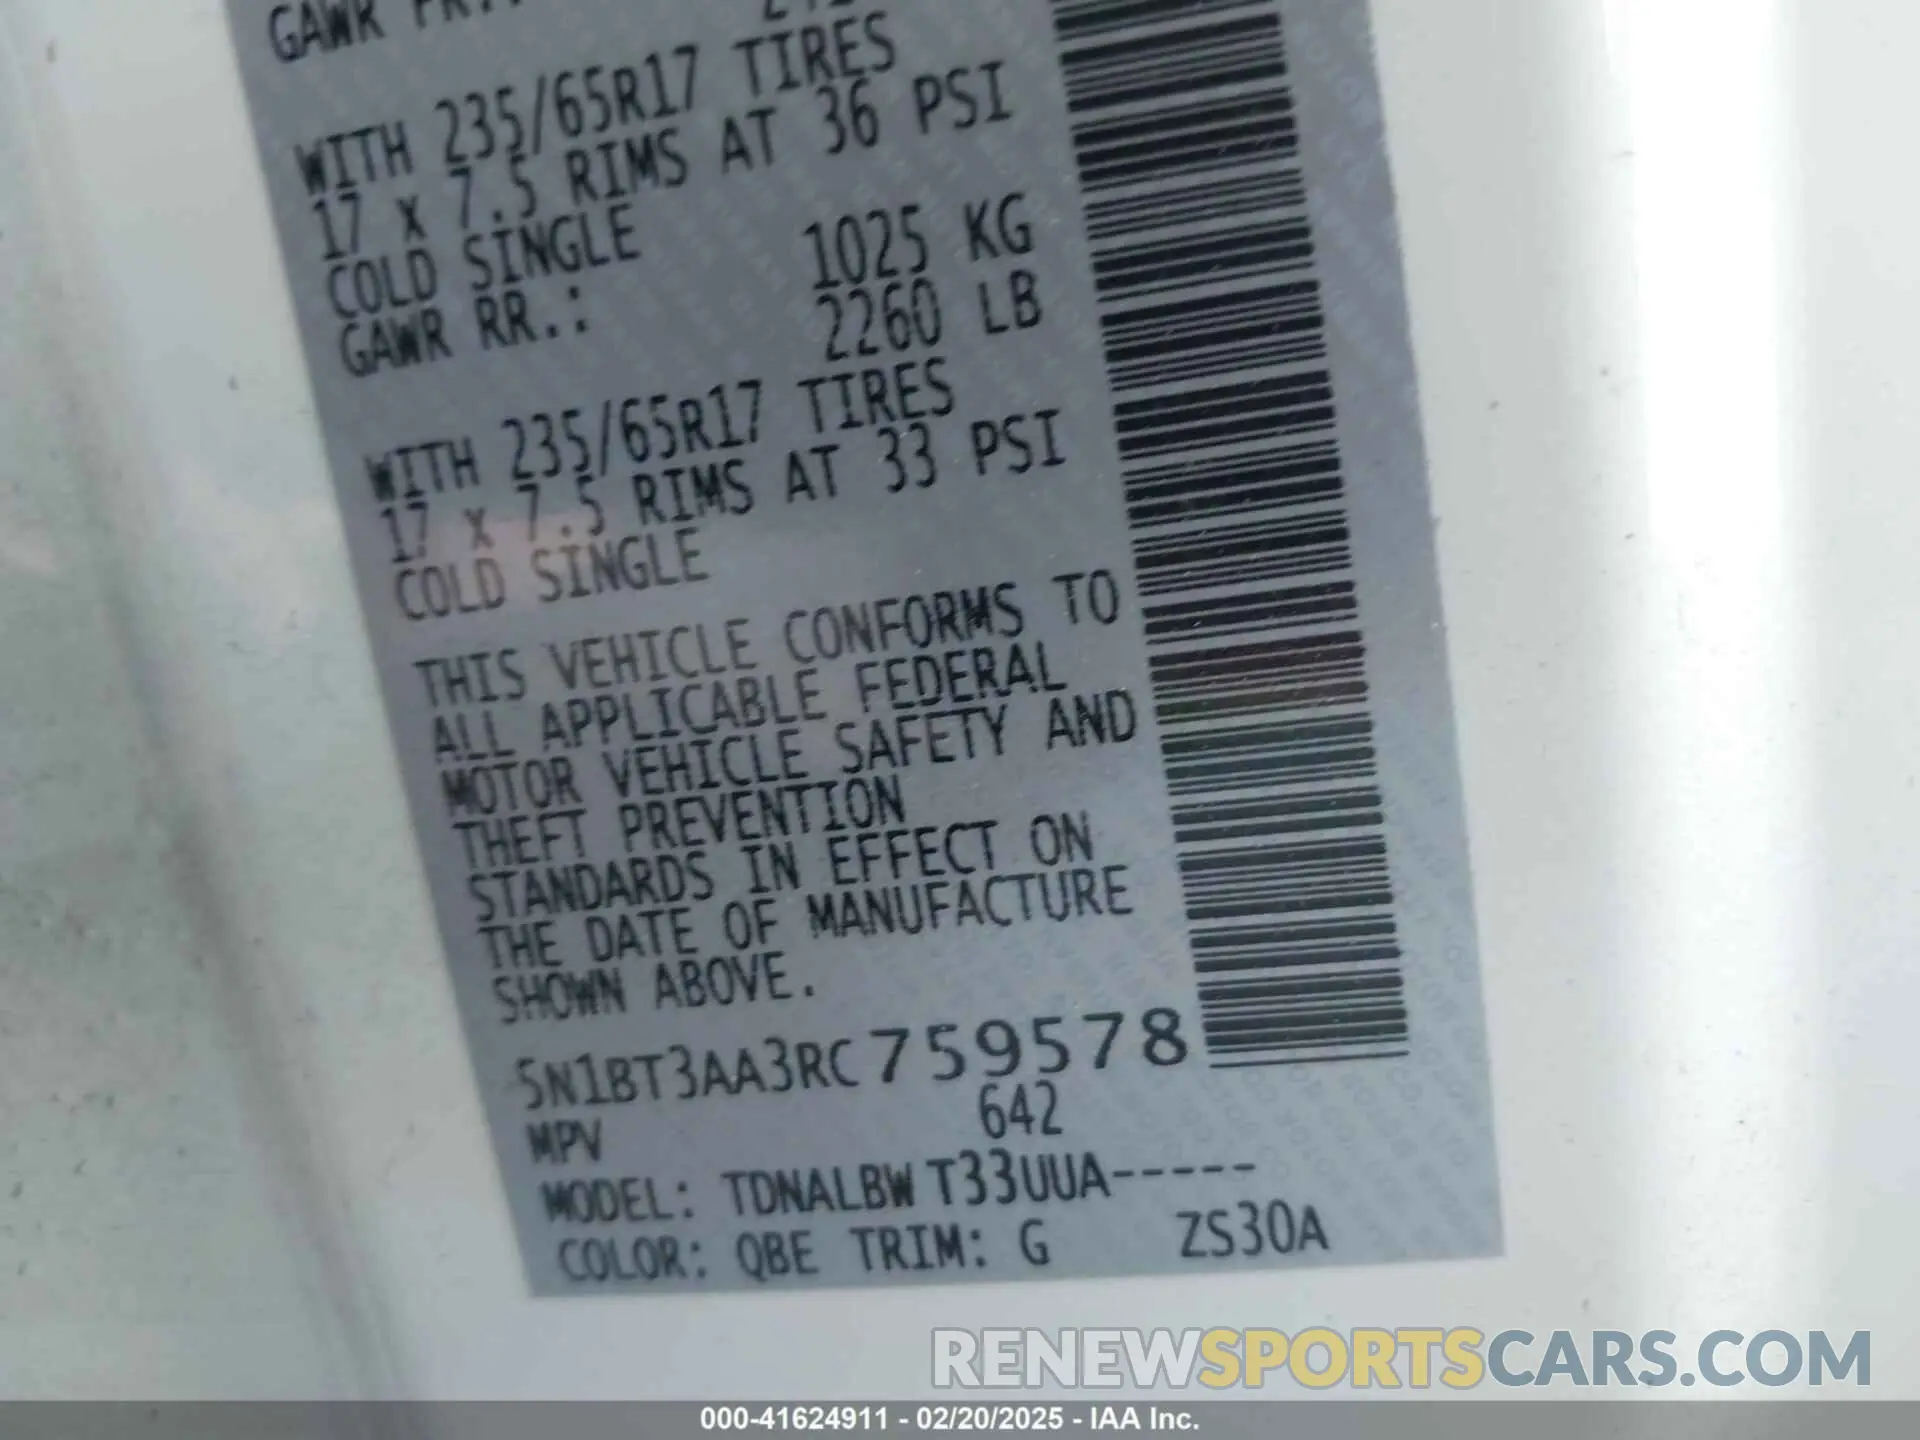 GAWR FR.:
WITH 235/65R17 TIRES
17 x 7.5 RIMS AT 36 PSI
COLD SINGLE
GAWR RR.: 1025 KG
2260 LB
WITH 235/65R17 TIRES
17 x 7.5 RIMS AT 33 PSI
COLD SINGLE
THIS VEHICLE CONFORMS TO
ALL APPLICABLE FEDERAL
MOTOR VEHICLE SAFETY AND
THEFT PREVENTION
STANDARDS IN EFFECT ON
THE DATE OF MANUFACTURE
SHOWN ABOVE.
5N1BT3AA3RC759578
MPV 642
MODEL: TDNALBW T33UUA-----
COLOR: QBE TRIM: G ZS30A
RENEWSPORTSCARS.COM
000-41624911 - 02/20/2025 - IAA Inc.